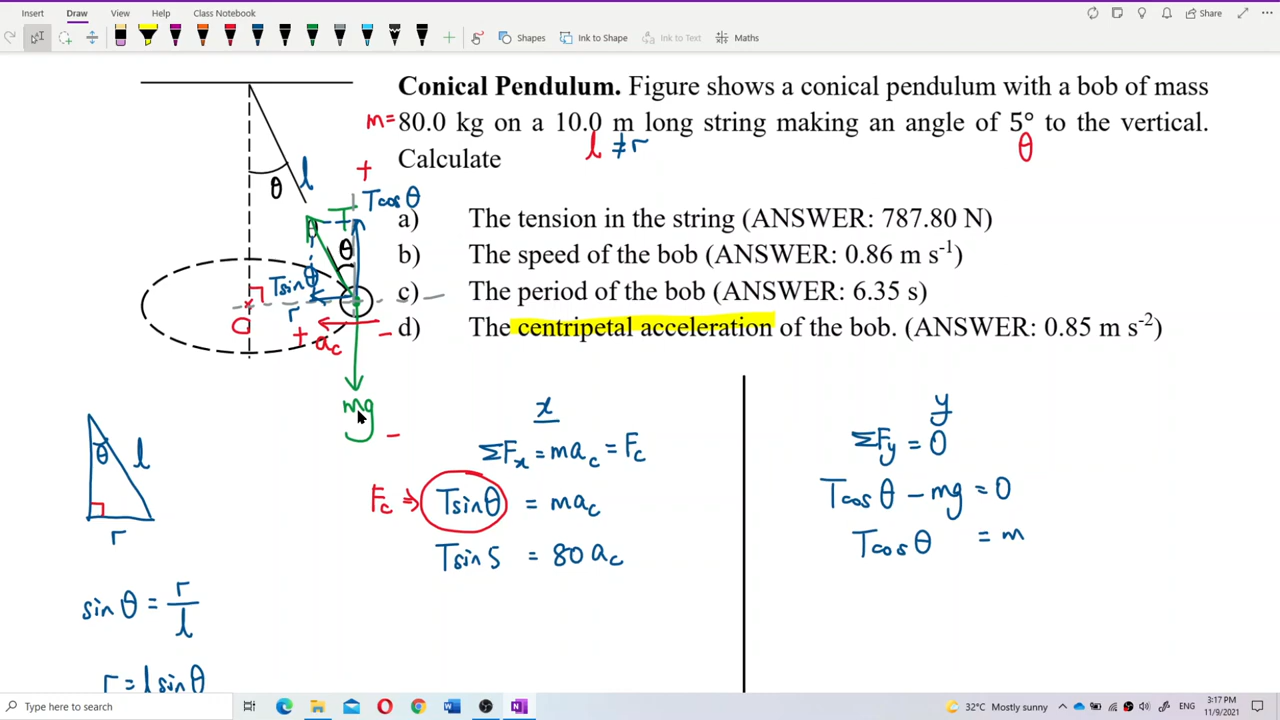 Insert Draw View Help Conical Pendulum Share
Shapes Ink to Shape Ink to Text Maths
Conical Pendulum. Figure shows a conical pendulum with a bob of mass
m= 80.0 kg on a 10.0 m long string making an angle of 5° to the vertical.
l ≠ r θ
Calculate
a) The tension in the string (ANSWER: 787.80 N)
b) The speed of the bob (ANSWER: 0.86 m s-1)
c) The period of the bob (ANSWER: 6.35 s)
d) The centripetal acceleration of the bob. (ANSWER: 0.85 m s-2)
θ l
+
Tcosθ
T
θ
θ
Tsinθ
r
O
+ ac −
mg
−
θ l
r
sinθ = r/l
r = lsinθ
x
ΣFx = mac = Fc
Fc ⇒ Tsinθ = mac
Tsin5 = 80ac
y
ΣFy = 0
Tcosθ − mg = 0
Tcosθ = m
Type here to search
32°C Mostly sunny
ENG
3:17 PM
11/9/2021